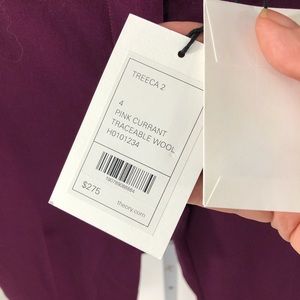 TREECA 2
4
PINK CURRANT
TRACEABLE WOOL
H0101234
$275
theory.com